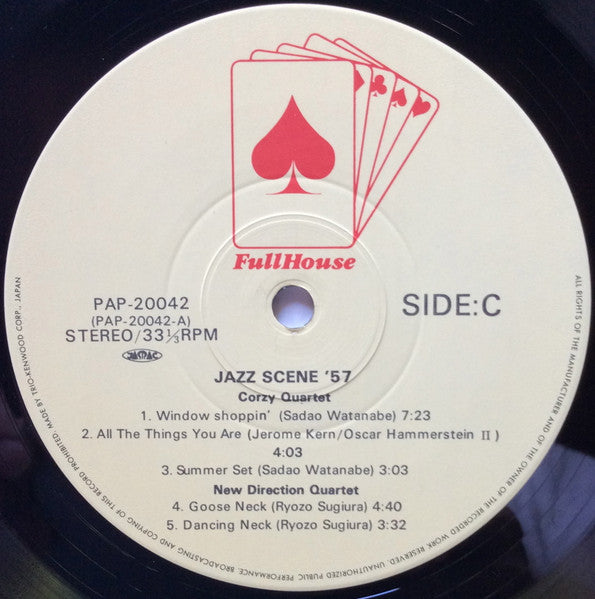 FullHouse
PAP-20042
(PAP-20042-A)
STEREO/33⅓RPM
JASRAC
SIDE:C
JAZZ SCENE '57
Corzy Quartet
1. Window shoppin' (Sadao Watanabe) 7:23
2. All The Things You Are (Jerome Kern/Oscar Hammerstein II)
4:03
3. Summer Set (Sadao Watanabe) 3:03
New Direction Quartet
4. Goose Neck (Ryozo Sugiura) 4:40
5. Dancing Neck (Ryozo Sugiura) 3:32
ALL RIGHTS OF THE MANUFACTURER AND OF THE OWNER OF THE RECORDED WORK RESERVED. UNAUTHORIZED PUBLIC PERFORMANCE, BROADCASTING AND COPYING OF THIS RECORD PROHIBITED. MADE BY TRIO-KENWOOD CORP., JAPAN